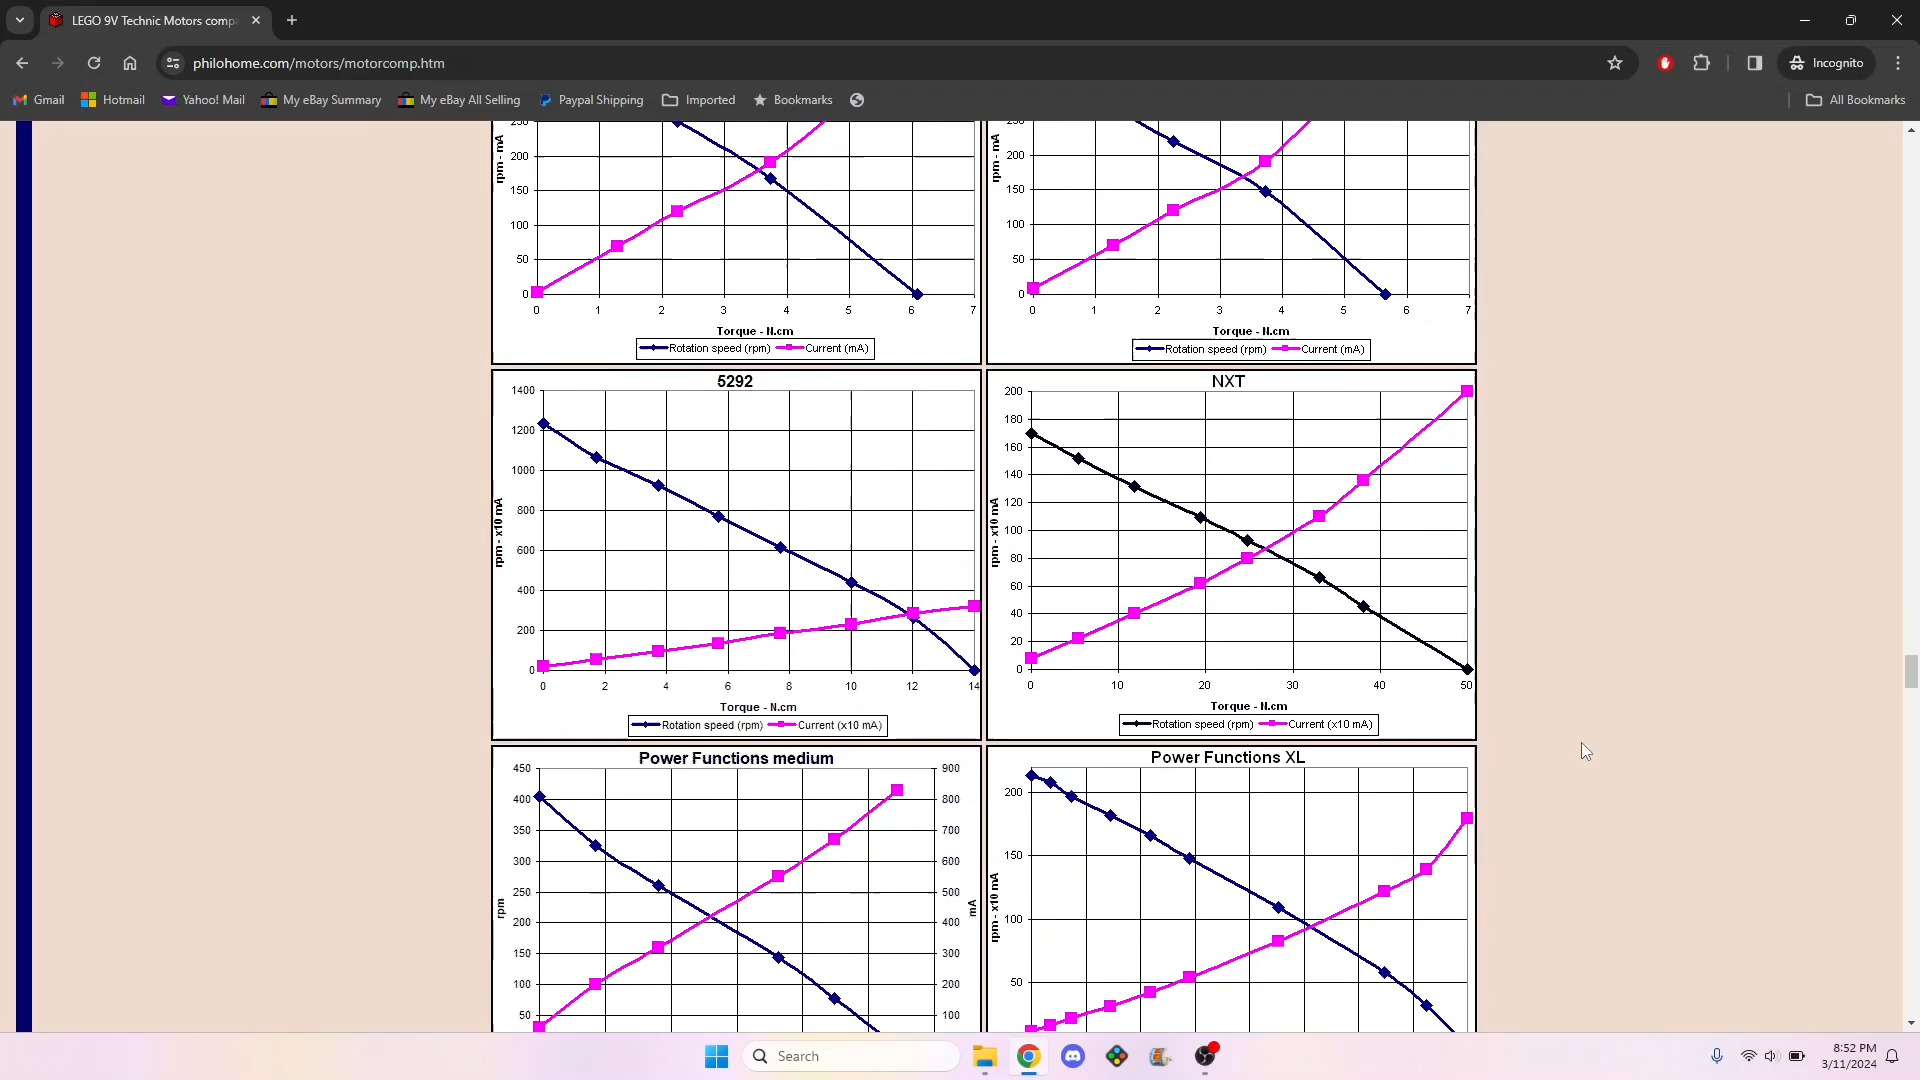 LEGO 9V Technic Motors comp
philohome.com/motors/motorcomp.htm
Incognito
Gmail
Hotmail
Yahoo! Mail
My eBay Summary
My eBay All Selling
Paypal Shipping
Imported
Bookmarks
All Bookmarks
250
200
150
100
50
0
rpm - mA
0 1 2 3 4 5 6 7
Torque - N.cm
Rotation speed (rpm) Current (mA)
250
200
150
100
50
0
rpm - mA
0 1 2 3 4 5 6 7
Torque - N.cm
Rotation speed (rpm) Current (mA)
5292
1400
1200
1000
800
600
400
200
0
rpm - x10 mA
0 2 4 6 8 10 12 14
Torque - N.cm
Rotation speed (rpm) Current (x10 mA)
NXT
200
180
160
140
120
100
80
60
40
20
0
rpm - x10 mA
0 10 20 30 40 50
Torque - N.cm
Rotation speed (rpm) Current (x10 mA)
Power Functions medium
450
400
350
300
250
200
150
100
50
rpm
900
800
700
600
500
400
300
200
100
mA
Power Functions XL
200
150
100
50
rpm - x10 mA
Search
8:52 PM
3/11/2024